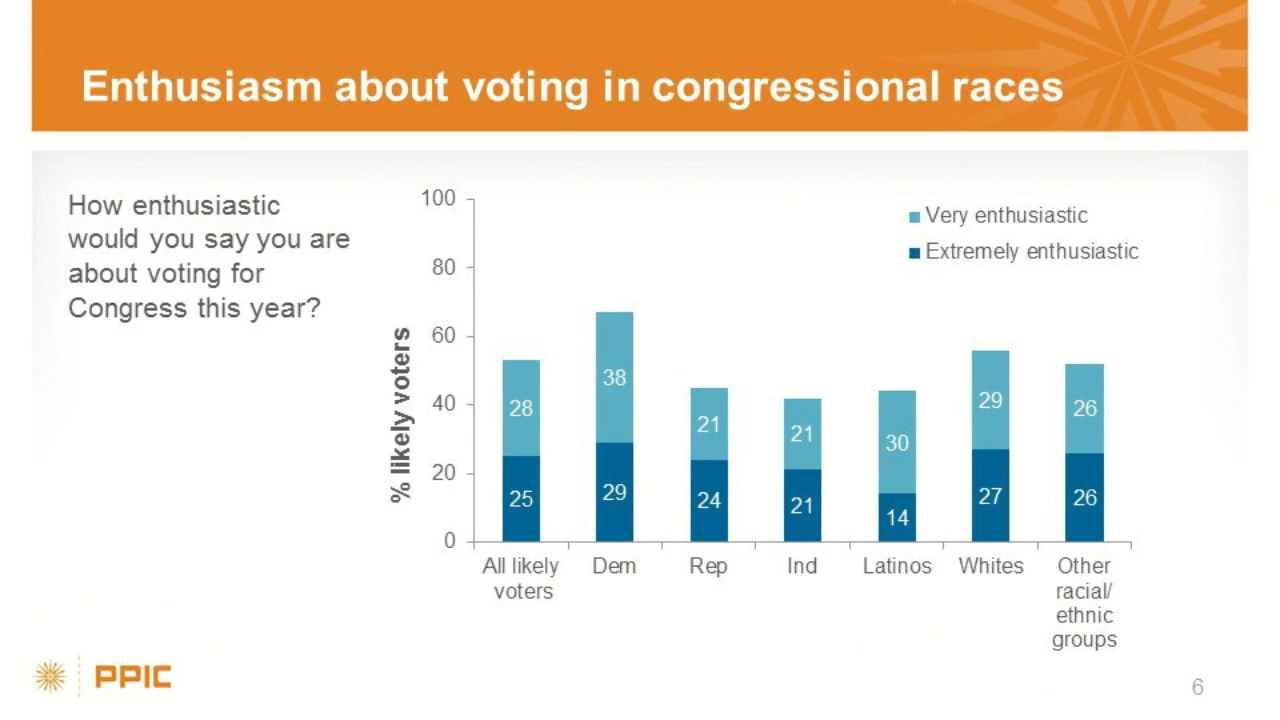 Enthusiasm about voting in congressional races
How enthusiastic
would you say you are
about voting for
Congress this year?
% likely voters
100
80
60
40
20
0
Very enthusiastic
Extremely enthusiastic
28
25
38
29
21
24
21
21
30
14
29
27
26
26
All likely
voters
Dem
Rep
Ind
Latinos
Whites
Other
racial/
ethnic
groups
PPIC
6